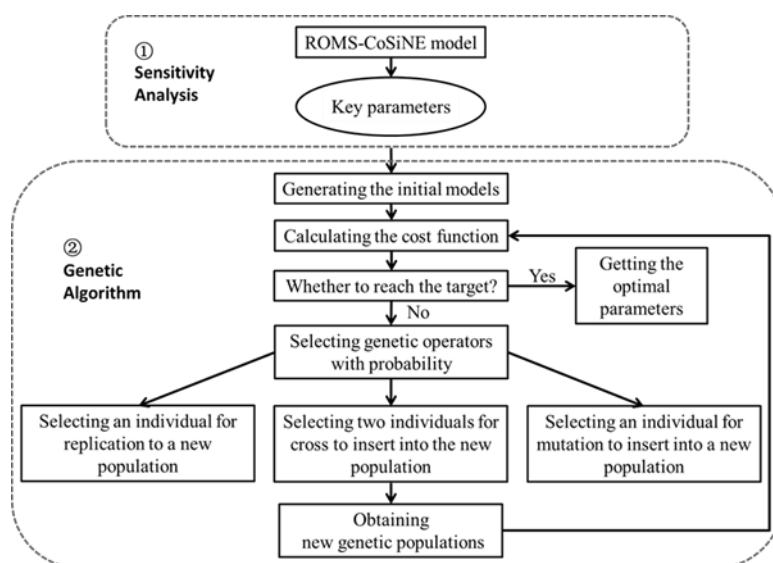 ①
Sensitivity
Analysis
ROMS-CoSiNE model
Key parameters
②
Genetic
Algorithm
Generating the initial models
Calculating the cost function
Whether to reach the target?
Yes
Getting the
optimal
parameters
No
Selecting genetic operators
with probability
Selecting an individual for
replication to a new
population
Selecting two individuals for
cross to insert into the new
population
Selecting an individual for
mutation to insert into a new
population
Obtaining
new genetic populations